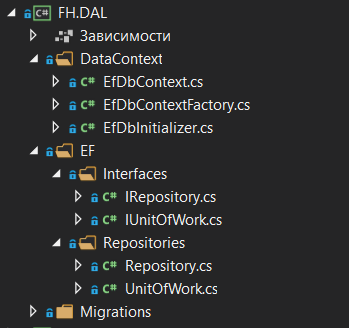 C# FH.DAL
Зависимости
DataContext
C# EfDbContext.cs
C# EfDbContextFactory.cs
C# EfDbInitializer.cs
EF
Interfaces
C# IRepository.cs
C# IUnitOfWork.cs
Repositories
C# Repository.cs
C# UnitOfWork.cs
Migrations